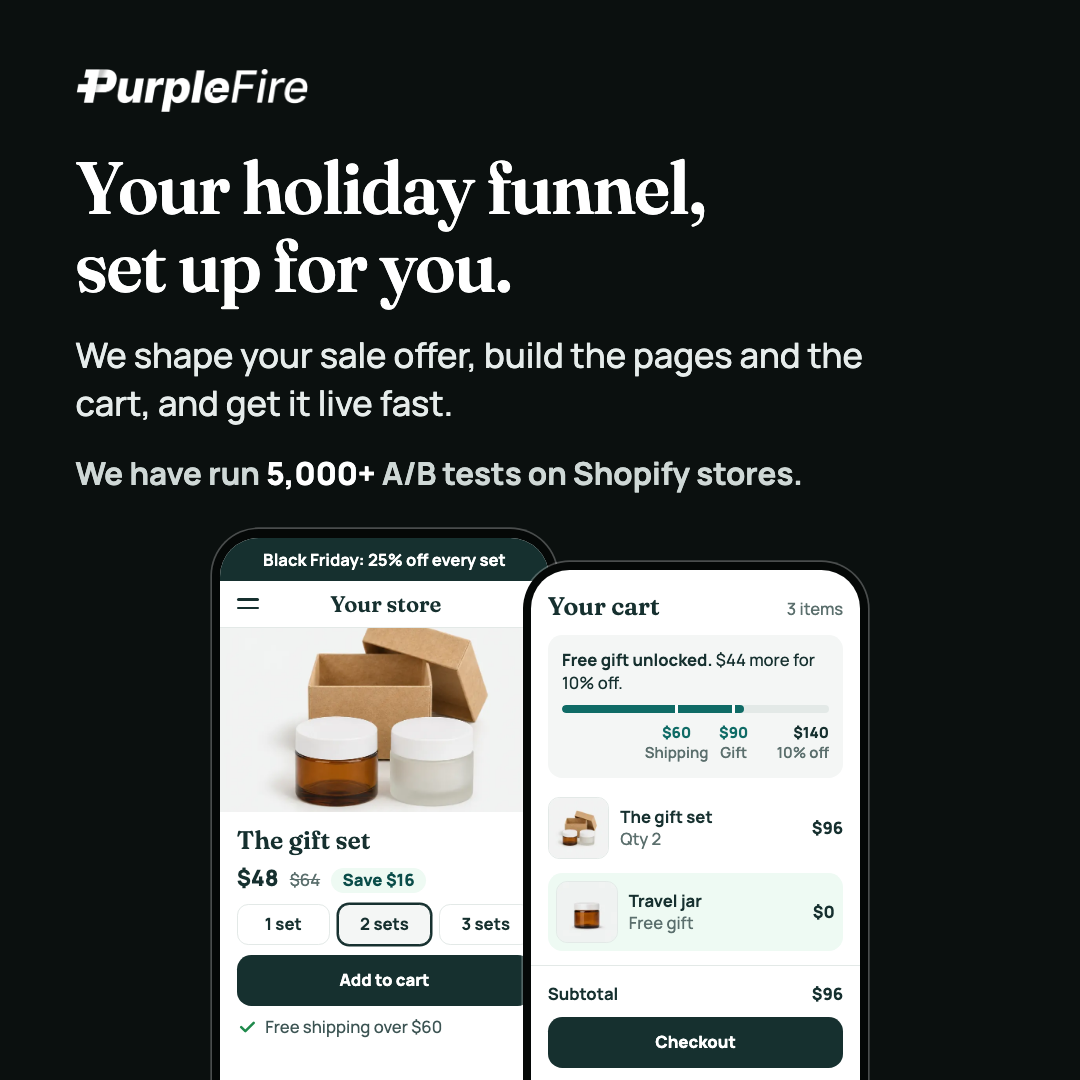 PurpleFire
Your holiday funnel,
set up for you.
We shape your sale offer, build the pages and the
cart, and get it live fast.
We have run 5,000+ A/B tests on Shopify stores.
Black Friday: 25% off every set
Your store
The gift set
$48 $64 Save $16
1 set 2 sets 3 sets
Add to cart
Free shipping over $60
Your cart 3 items
Free gift unlocked. $44 more for
10% off.
$60 $90 $140
Shipping Gift 10% off
The gift set
Qty 2
$96
Travel jar
Free gift
$0
Subtotal $96
Checkout